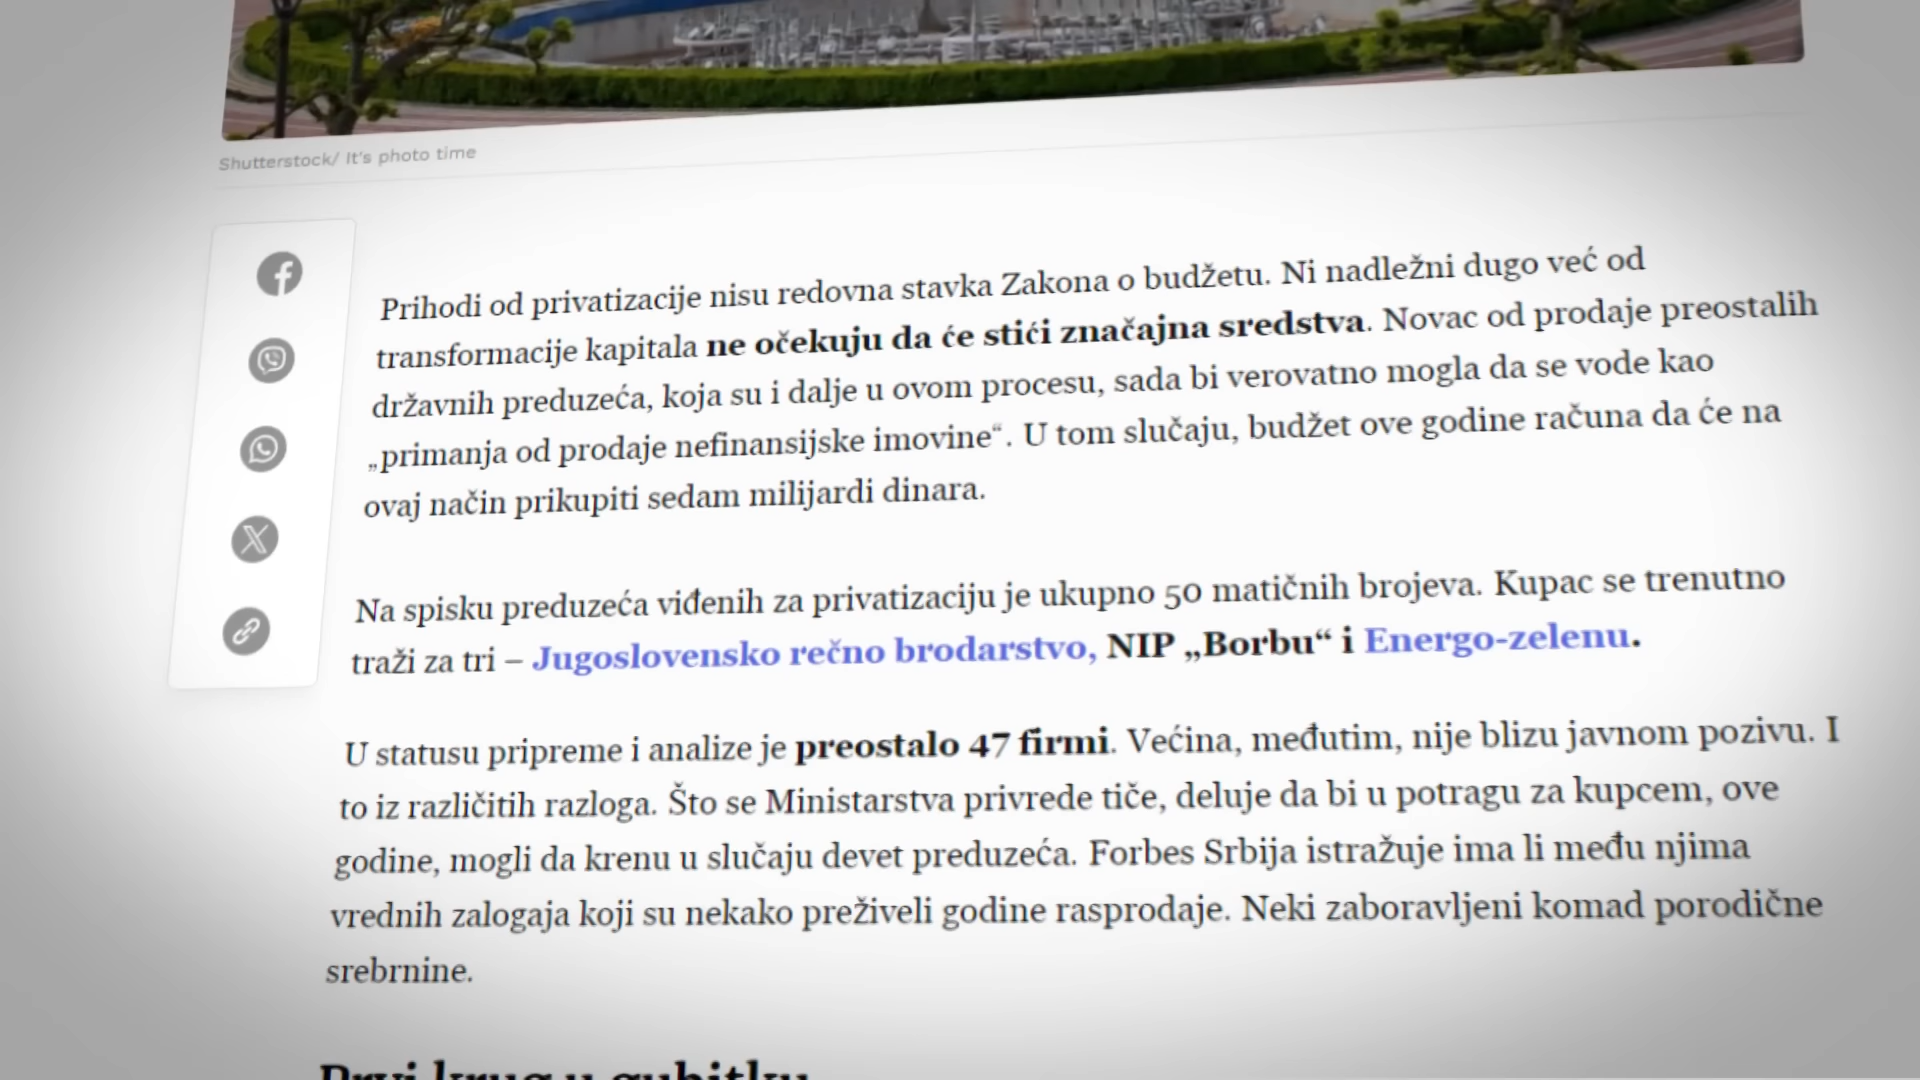 Shutterstock/ It's photo time
Prihodi od privatizacije nisu redovna stavka Zakona o budžetu. Ni nadležni dugo već od
transformacije kapitala ne očekuju da će stići značajna sredstva. Novac od prodaje preostalih
državnih preduzeća, koja su i dalje u ovom procesu, sada bi verovatno mogla da se vode kao
„primanja od prodaje nefinansijske imovine“. U tom slučaju, budžet ove godine računa da će na
ovaj način prikupiti sedam milijardi dinara.
Na spisku preduzeća viđenih za privatizaciju je ukupno 50 matičnih brojeva. Kupac se trenutno
traži za tri – Jugoslovensko rečno brodarstvo, NIP „Borbu“ i Energo-zelenu.
U statusu pripreme i analize je preostalo 47 firmi. Većina, međutim, nije blizu javnom pozivu. I
to iz različitih razloga. Što se Ministarstva privrede tiče, deluje da bi u potragu za kupcem, ove
godine, mogli da krenu u slučaju devet preduzeća. Forbes Srbija istražuje ima li među njima
vrednih zalogaja koji su nekako preživeli godine rasprodaje. Neki zaboravljeni komad porodične
srebrnine.
Prvi krug u gubitku